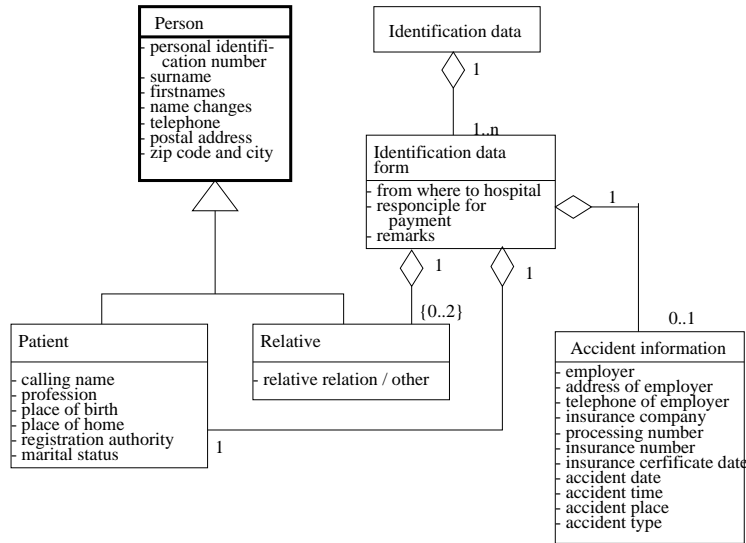 Person
- personal identifi-
cation number
- surname
- firstnames
- name changes
- telephone
- postal address
- zip code and city
Identification data
1
1..n
Identification data
form
- from where to hospital
- responciple for
payment
- remarks
1
1
1
{0..2}
0..1
Patient
- calling name
- profession
- place of birth
- place of home
- registration authority
- marital status
1
Relative
- relative relation / other
Accident information
- employer
- address of employer
- telephone of employer
- insurance company
- processing number
- insurance number
- insurance cerfificate date
- accident date
- accident time
- accident place
- accident type